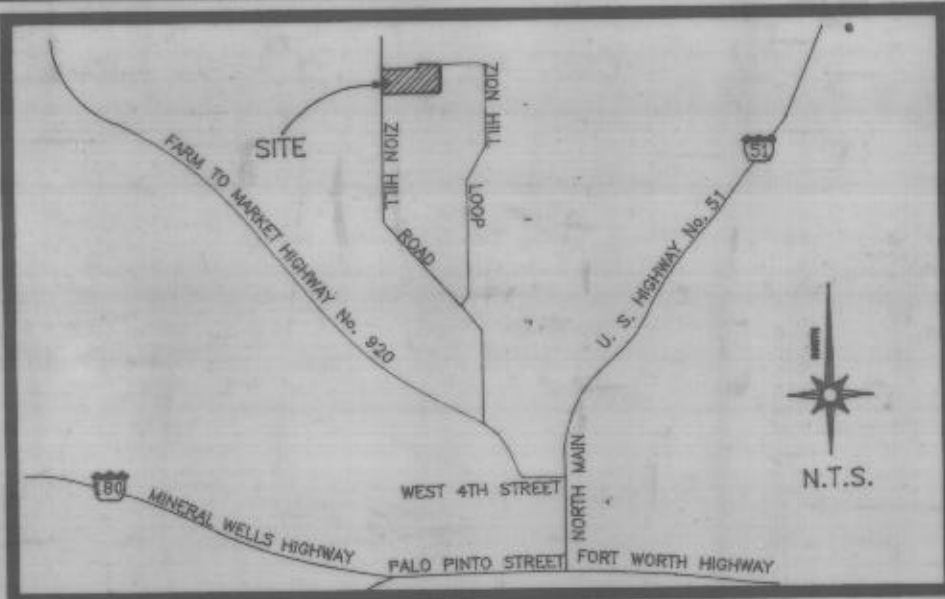 ZION HILL
SITE
ZION HILL
51
FARM TO MARKET HIGHWAY No. 920
LOOP
ROAD
U. S. HIGHWAY No. 51
NORTH
N.T.S.
NORTH MAIN
WEST 4TH STREET
80
MINERAL WELLS HIGHWAY
PALO PINTO STREET
FORT WORTH HIGHWAY